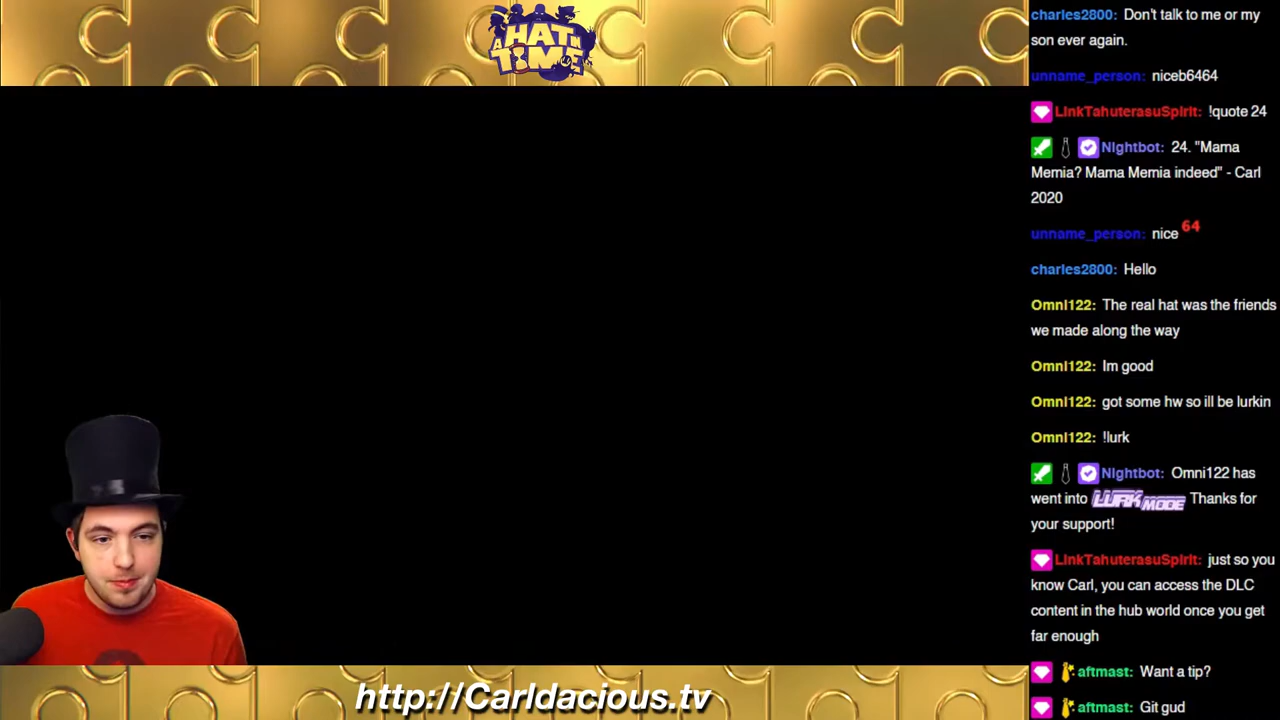 A HAT IN TIME
charles2800: Don't talk to me or my
son ever again.
unname_person: niceb6464
LinkTahuterasuSpirit: !quote 24
Nightbot: 24. "Mama
Memia? Mama Memia indeed" - Carl
2020
unname_person: nice 64
charles2800: Hello
Omni122: The real hat was the friends
we made along the way
Omni122: Im good
Omni122: got some hw so ill be lurkin
Omni122: !lurk
Nightbot: Omni122 has
went into LURK MODE Thanks for
your support!
LinkTahuterasuSpirit: just so you
know Carl, you can access the DLC
content in the hub world once you get
far enough
aftmast: Want a tip?
aftmast: Git gud
http://Carldacious.tv